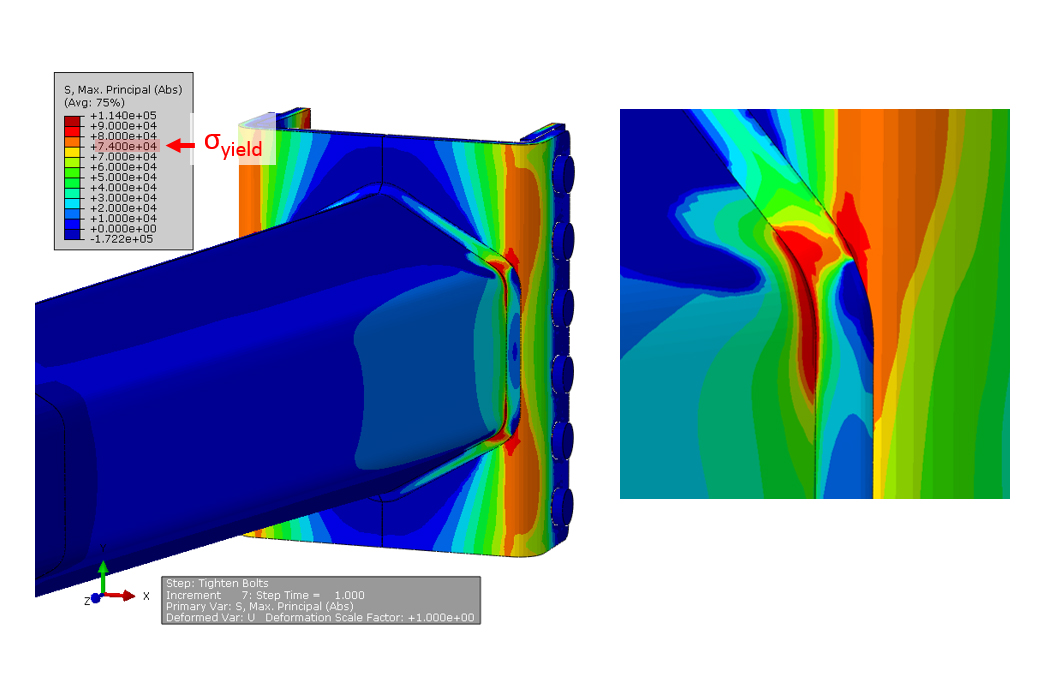 S, Max. Principal (Abs)
(Avg: 75%)
+1.140e+05
+9.000e+04
+8.000e+04
+7.400e+04
+7.000e+04
+6.000e+04
+5.000e+04
+4.000e+04
+3.000e+04
+2.000e+04
+1.000e+04
+0.000e+00
-1.722e+05
σyield
Y
X
Z
Step: Tighten Bolts
Increment 7: Step Time = 1.000
Primary Var: S, Max. Principal (Abs)
Deformed Var: U Deformation Scale Factor: +1.000e+00